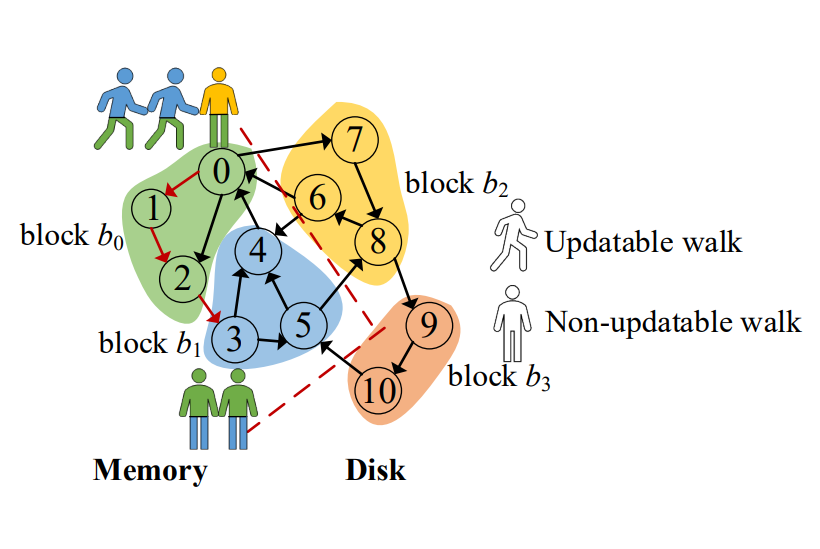 7
0
block b2
6
1
block b0
8
4
Updatable walk
2
9
Non-updatable walk
5
3
block b1
block b3
10
Memory
Disk